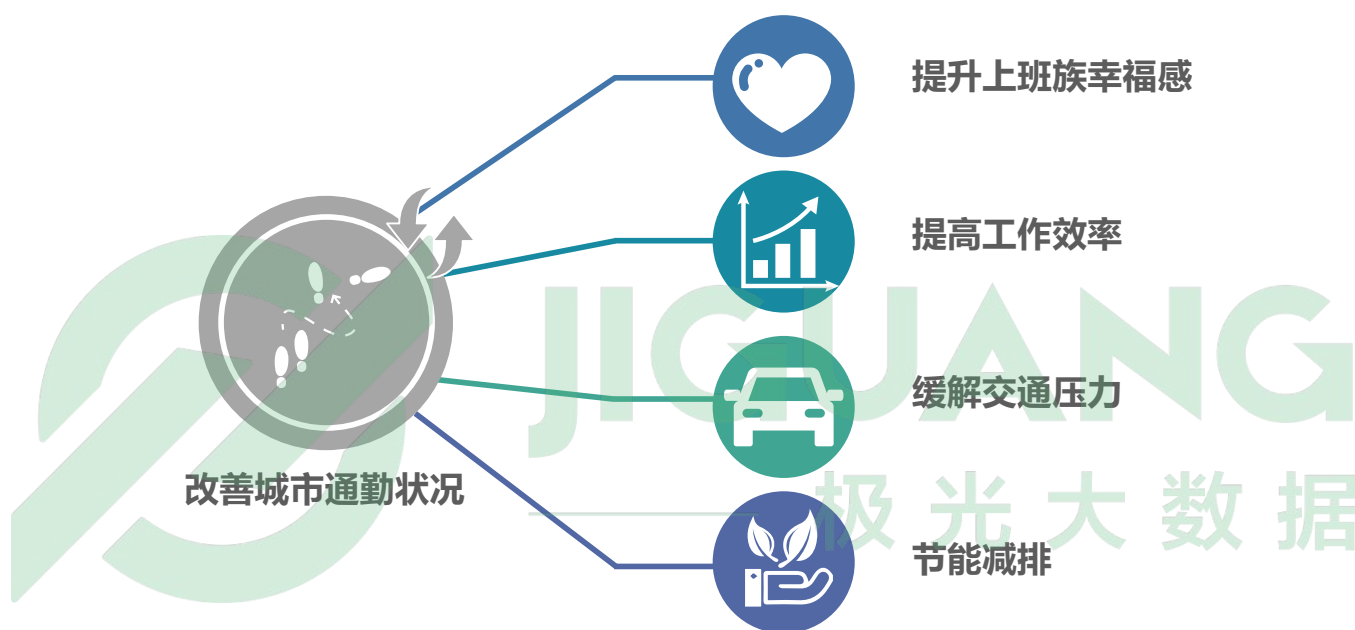 提升上班族幸福感
提高工作效率
JIGUANG
缓解交通压力
改善城市通勤状况
极光大数据
节能减排